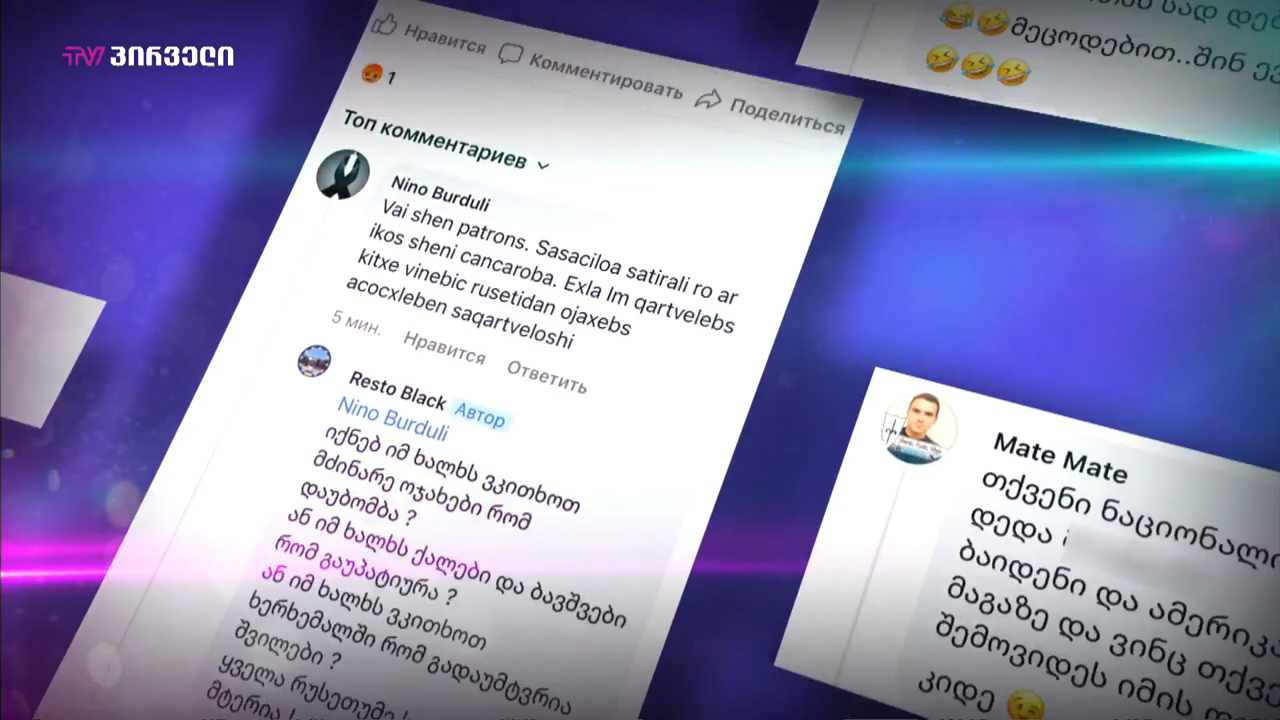 TV ᲞᲘᲠᲕᲔᲚᲘ
Нравится Комментировать Поделиться
1
Топ комментариев
Nino Burduli
Vai shen patrons. Sasaciloa satirali ro ar
ikos sheni cancaroba. Exla Im qartvelebs
kitxe vinebic rusetidan ojaxebs
acocxleben saqartveloshi
5 мин. Нравится Ответить
Resto Black Автор
Nino Burduli
იქნებ იმ ხალხს ვკითხოთ
მძინარე ოჯახები რომ
დაუბომბა ?
ან იმ ხალხს ქალები და ბავშვები
რომ გაუპატიურა ?
ან იმ ხალხს ვკითხოთ
ხერხემალში რომ გადაუმტვრია
შვილები ?
ყველა რუსეთუმე
მტერია
სად
😂🤣მეცოდებით..შინ
🤣🤣🤣
Mate Mate
თქვენი
დედა
ბაიდენი და
მაგაზე და ვინც
შემოვიდეს იმის
კიდე 😉